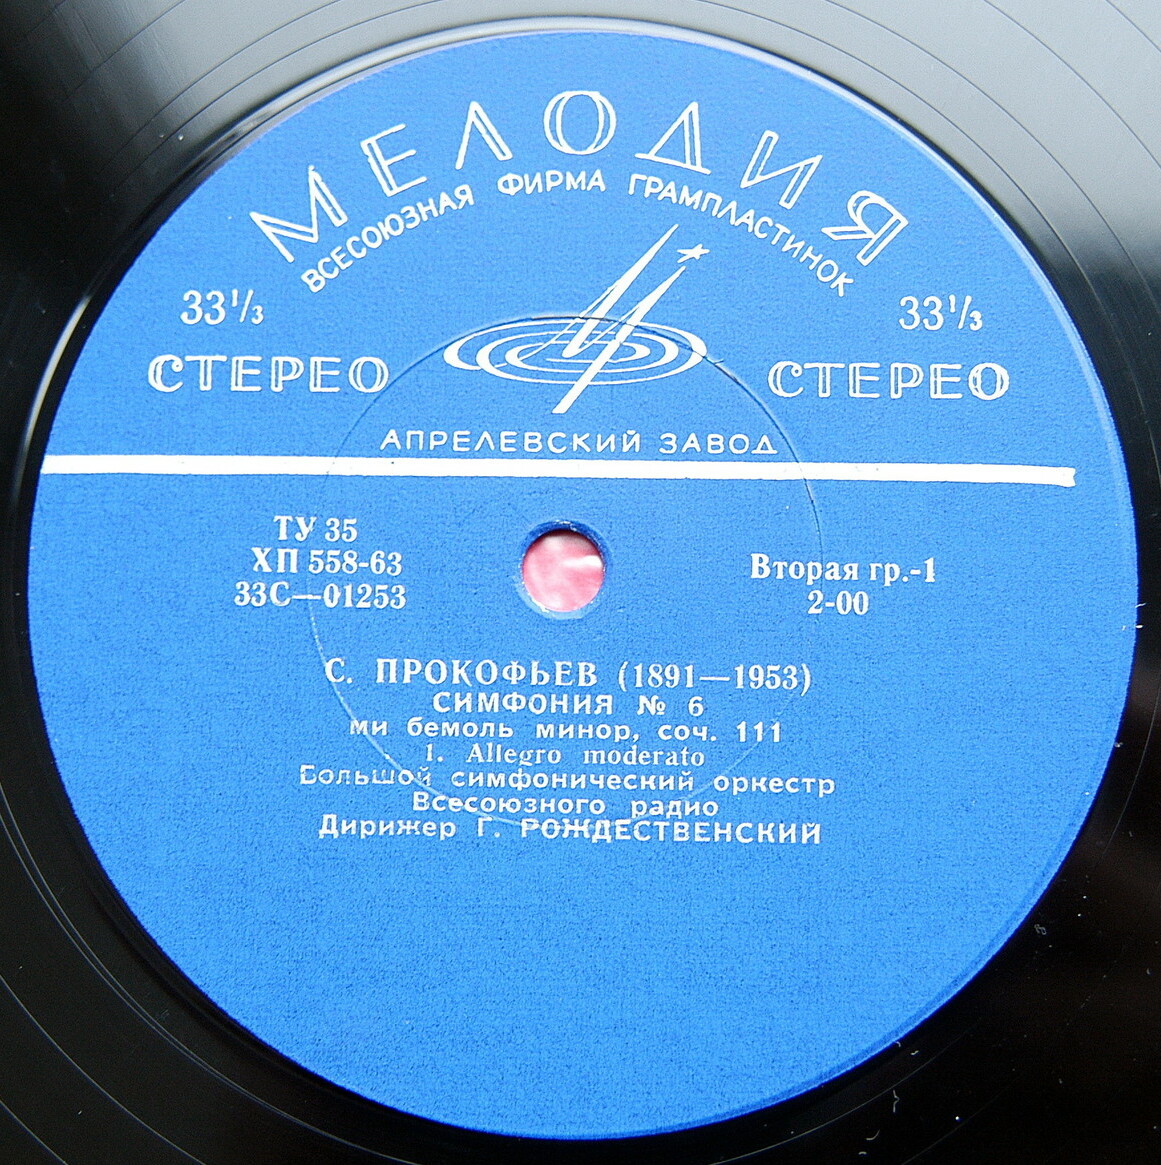 МЕЛОДИЯ
ВСЕСОЮЗНАЯ ФИРМА ГРАМПЛАСТИНОК
33⅓ 33⅓
СТЕРЕО СТЕРЕО
АПРЕЛЕВСКИЙ ЗАВОД
ТУ 35
ХП 558-63
33С—01253
Вторая гр.-1
2-00
С. ПРОКОФЬЕВ (1891—1953)
СИМФОНИЯ № 6
ми бемоль минор, соч. 111
1. Allegro moderato
Большой симфонический оркестр
Всесоюзного радио
Дирижер Г. РОЖДЕСТВЕНСКИЙ